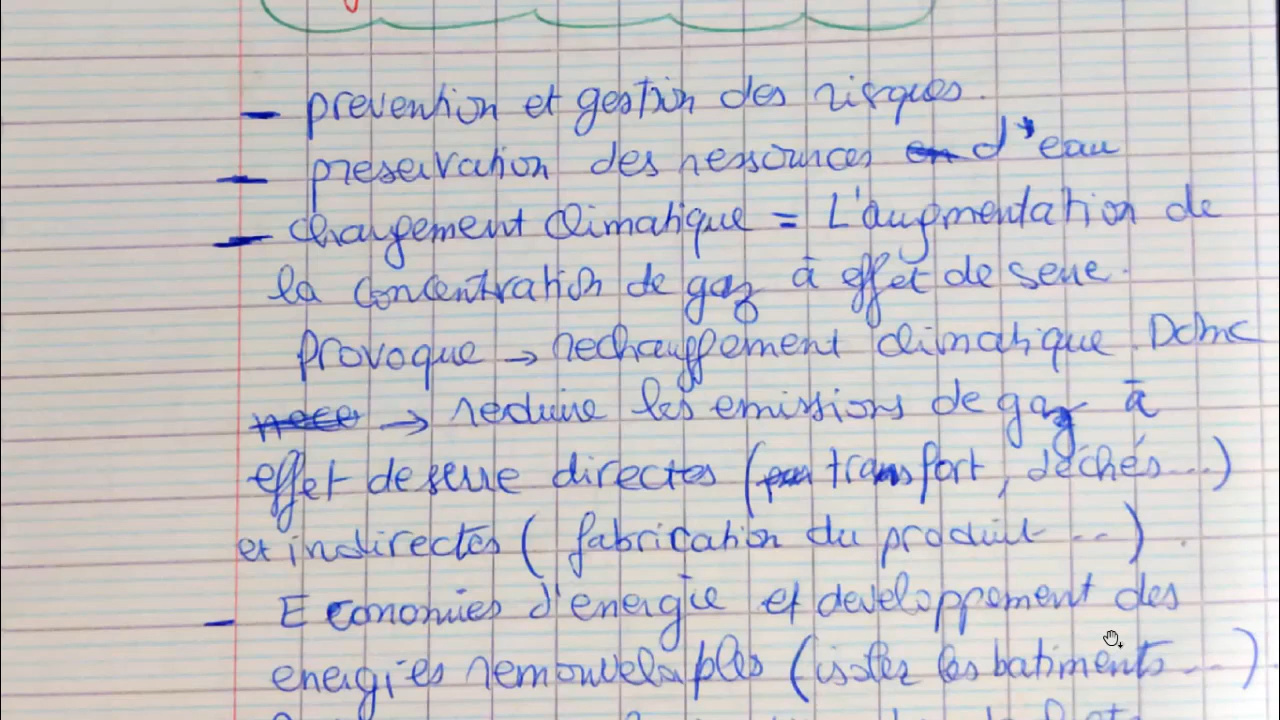 - prevention et gestion des risques.
- preservation des ressources d'eau
- changement climatique = L'augmentation de
la concentration de gaz à effet de serre.
provoque → rechauffement climatique. Donc
→ reduire les emissions de gaz à
effet de serre directes (transport, déchés...)
et indirectes (fabrication du produit...).
- Economies d'energie et developpement des
energies renouvelables (isoler les batiments...)